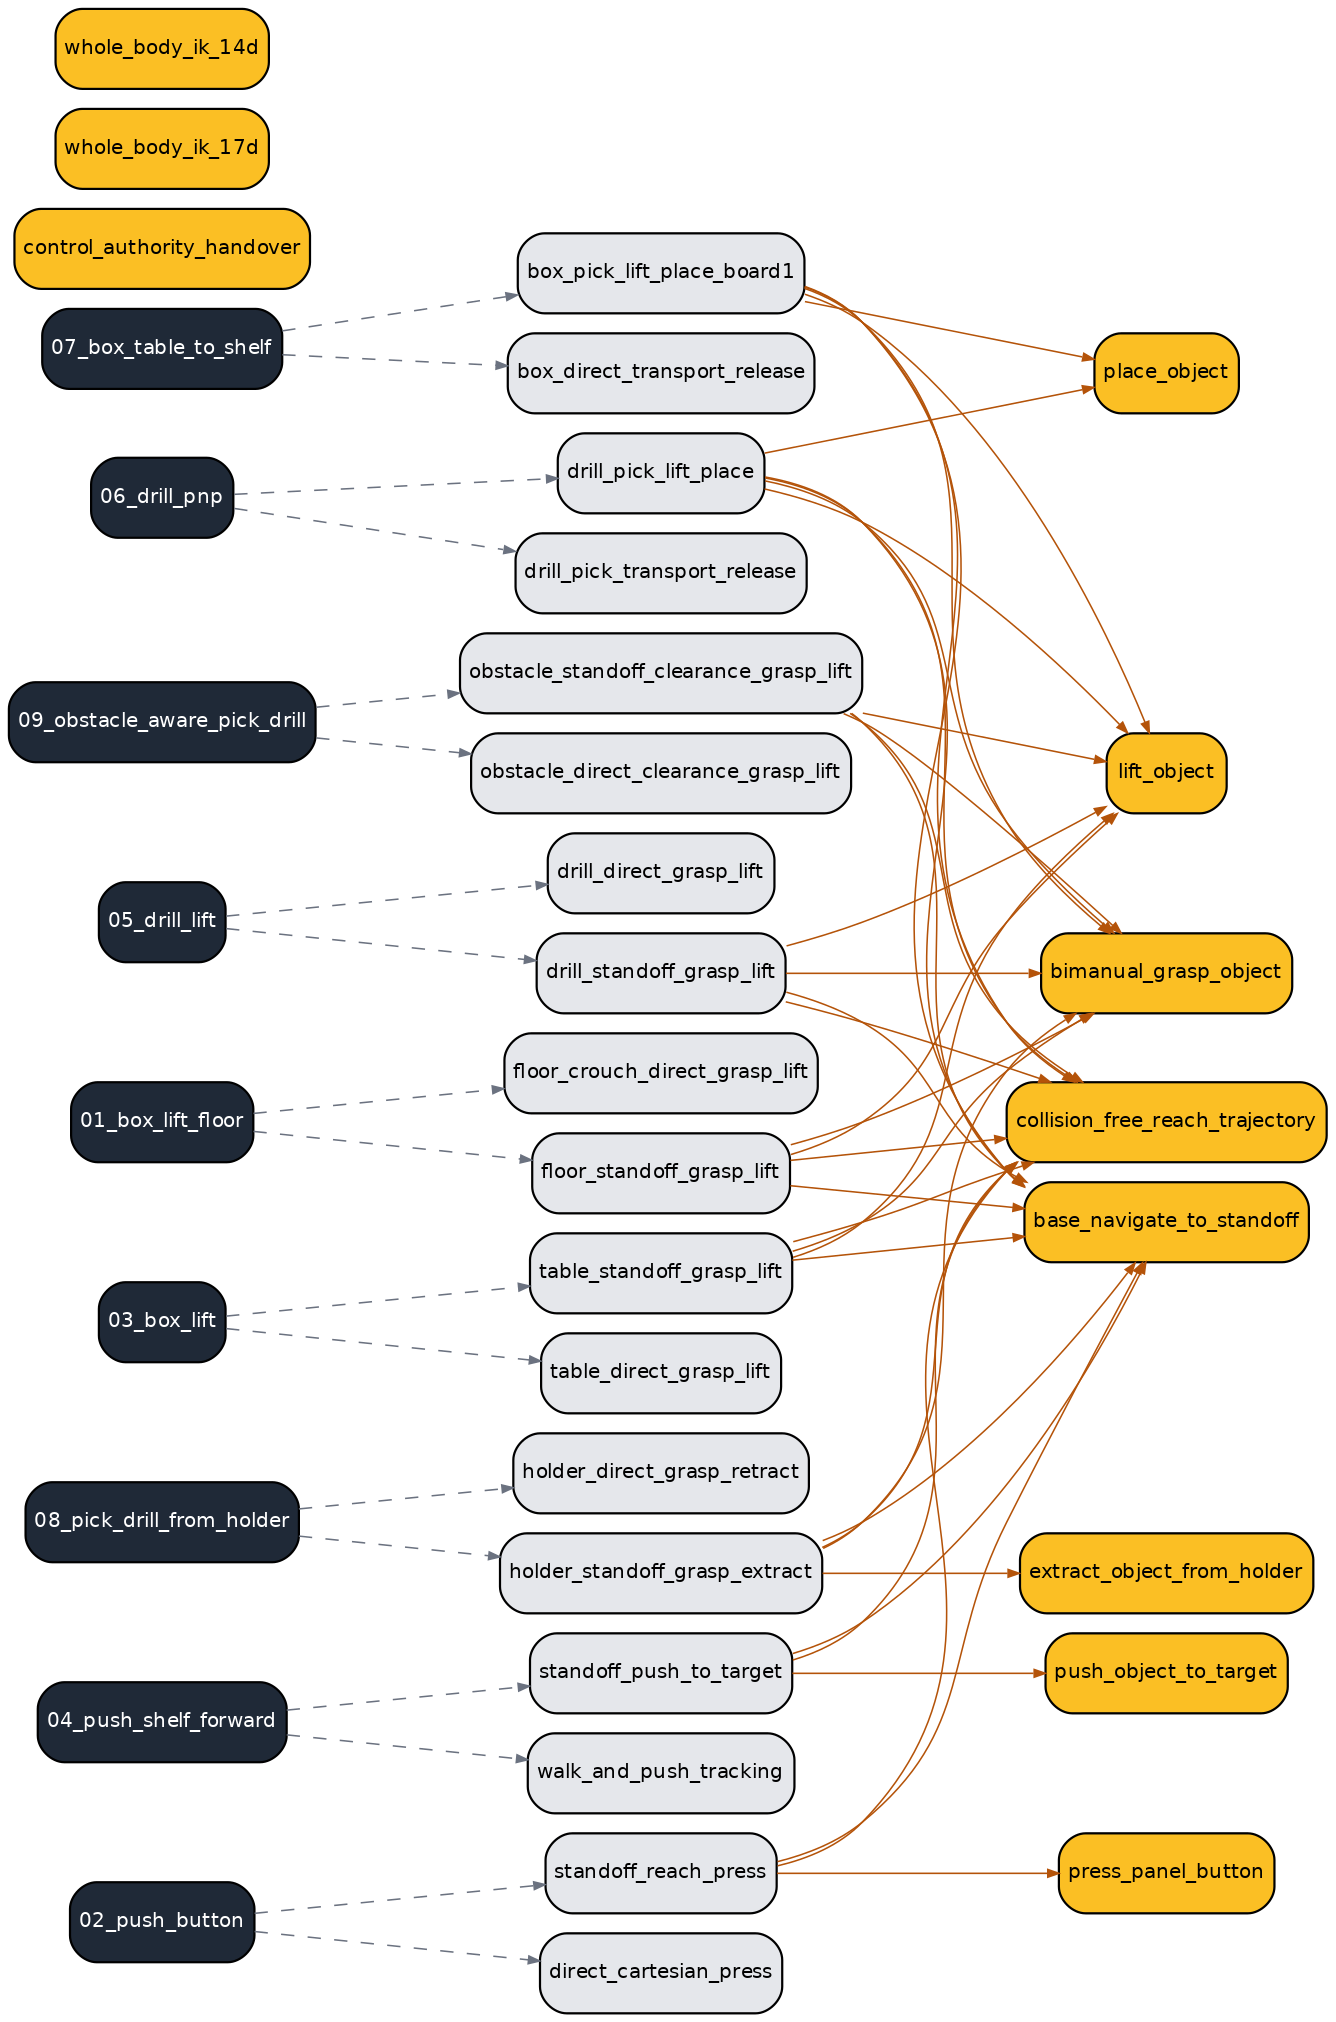 whole_body_ik_14d
whole_body_ik_17d
control_authority_handover
07_box_table_to_shelf
06_drill_pnp
09_obstacle_aware_pick_drill
05_drill_lift
01_box_lift_floor
03_box_lift
08_pick_drill_from_holder
04_push_shelf_forward
02_push_button
box_pick_lift_place_board1
box_direct_transport_release
drill_pick_lift_place
drill_pick_transport_release
obstacle_standoff_clearance_grasp_lift
obstacle_direct_clearance_grasp_lift
drill_direct_grasp_lift
drill_standoff_grasp_lift
floor_crouch_direct_grasp_lift
floor_standoff_grasp_lift
table_standoff_grasp_lift
table_direct_grasp_lift
holder_direct_grasp_retract
holder_standoff_grasp_extract
standoff_push_to_target
walk_and_push_tracking
standoff_reach_press
direct_cartesian_press
place_object
lift_object
bimanual_grasp_object
collision_free_reach_trajectory
base_navigate_to_standoff
extract_object_from_holder
push_object_to_target
press_panel_button